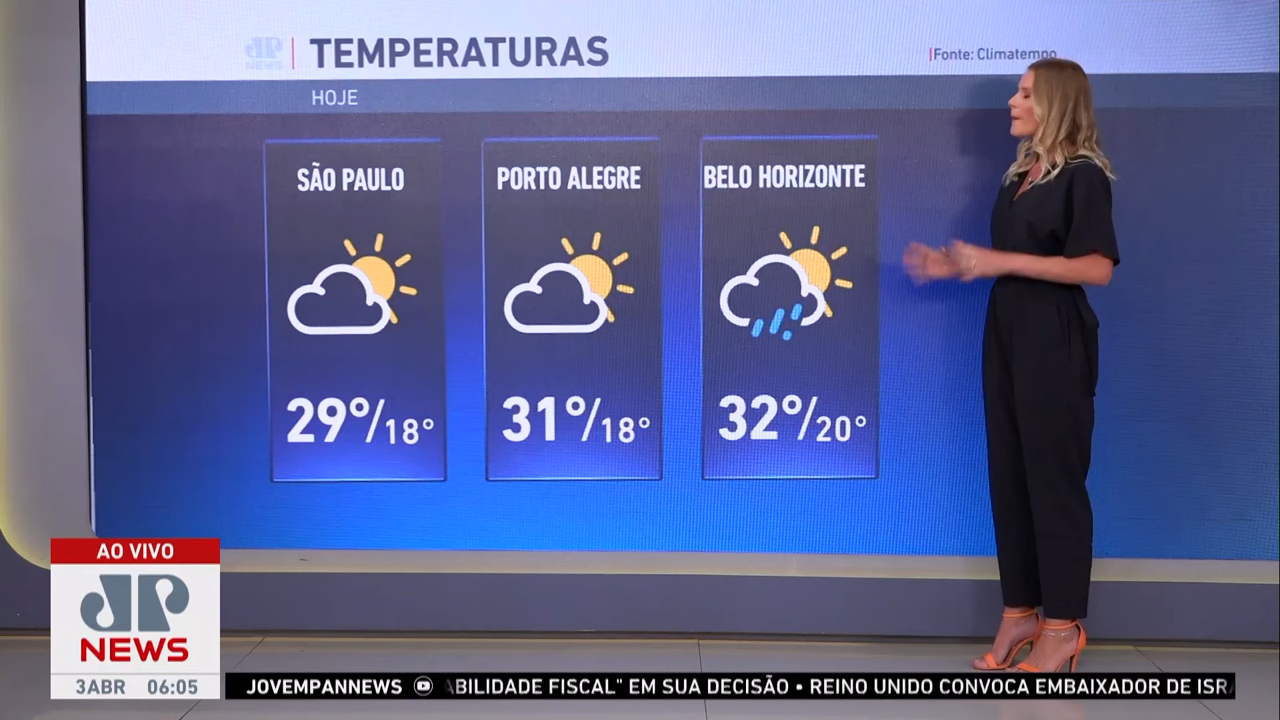 JP NEWS
TEMPERATURAS
Fonte: Climatempo
HOJE
SÃO PAULO
29°/18°
PORTO ALEGRE
31°/18°
BELO HORIZONTE
32°/20°
AO VIVO
JP
NEWS
3ABR 06:05
JOVEMPANNEWS ABILIDADE FISCAL" EM SUA DECISÃO • REINO UNIDO CONVOCA EMBAIXADOR DE ISR